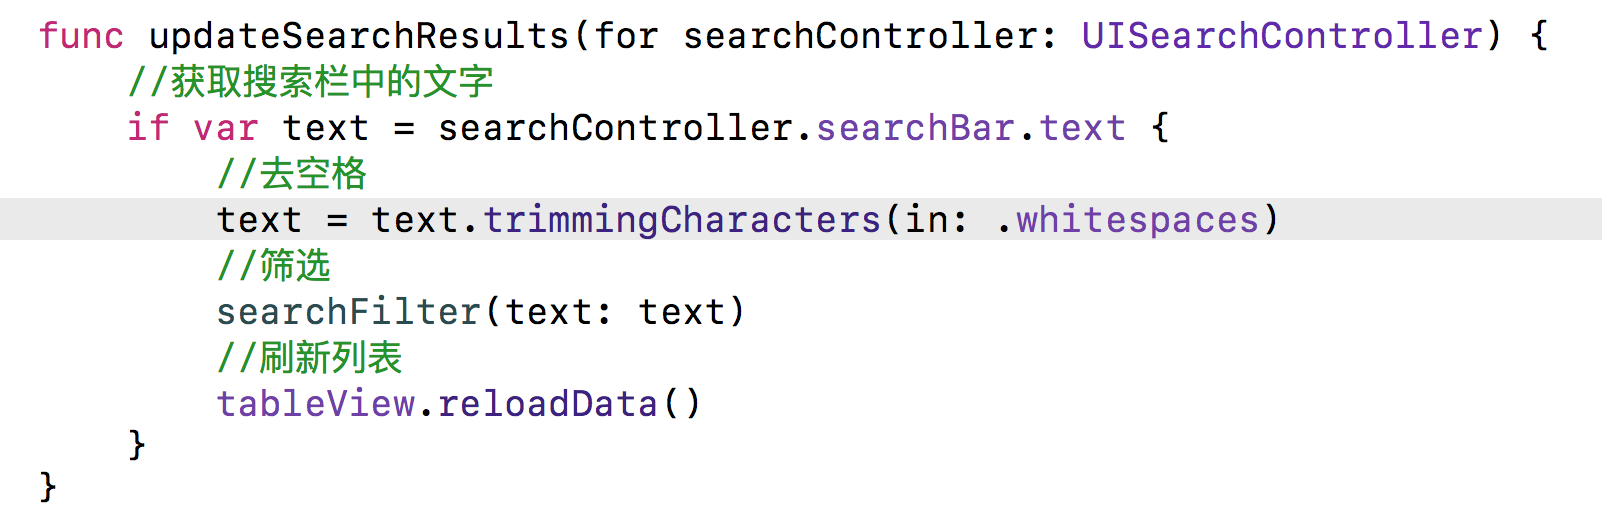 func updateSearchResults(for searchController: UISearchController) {
//获取搜索栏中的文字
if var text = searchController.searchBar.text {
//去空格
text = text.trimmingCharacters(in: .whitespaces)
//筛选
searchFilter(text: text)
//刷新列表
tableView.reloadData()
}
}